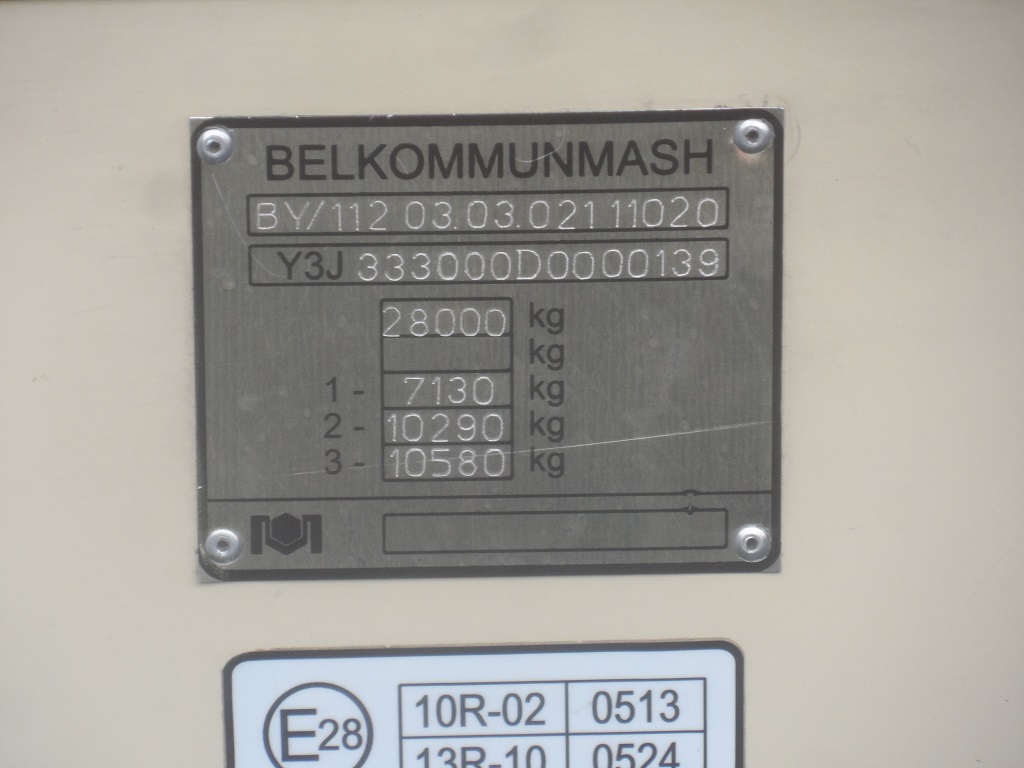 BELKOMMUNMASH
BY/112 03.03.021 11020
Y3J 333000D0000139
28000 kg
kg
1 - 7130 kg
2 - 10290 kg
3 - 10580 kg
E28
10R-02 0513
13R-10 0524